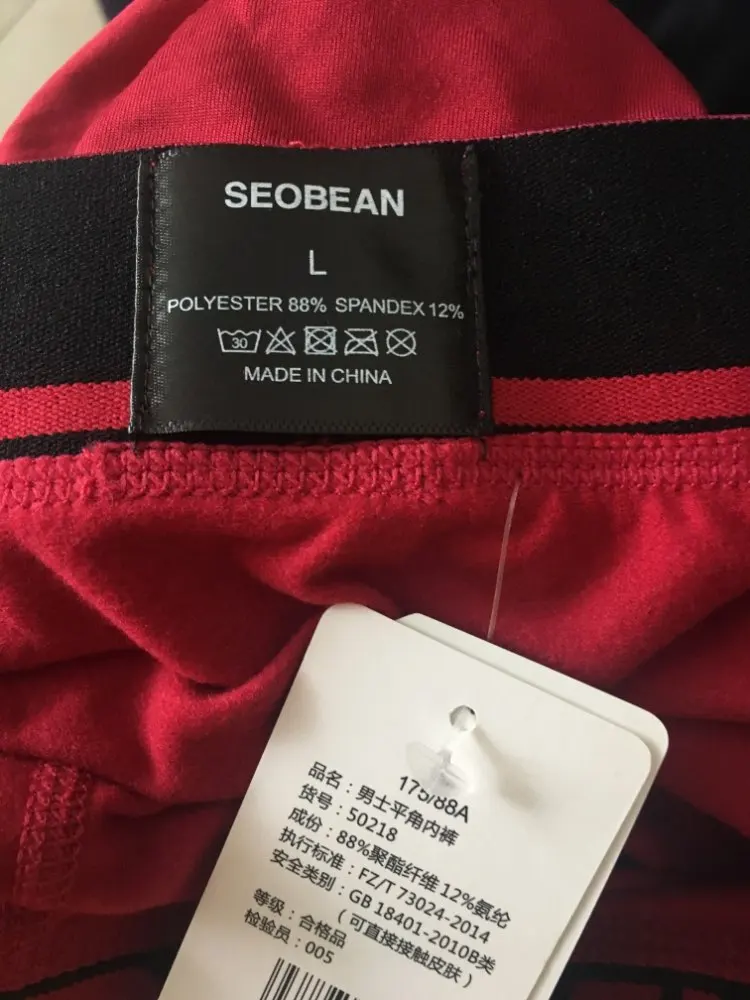 SEOBEAN
L
POLYESTER 88% SPANDEX 12%
30
MADE IN CHINA
175/88A
品名：男士平角内裤
货号：50218
成份：88%聚酯纤维 12%氨纶
执行标准：FZ/T 73024-2014
安全类别：GB 18401-2010B类
（可直接接触皮肤）
等级：合格品
检验员：005